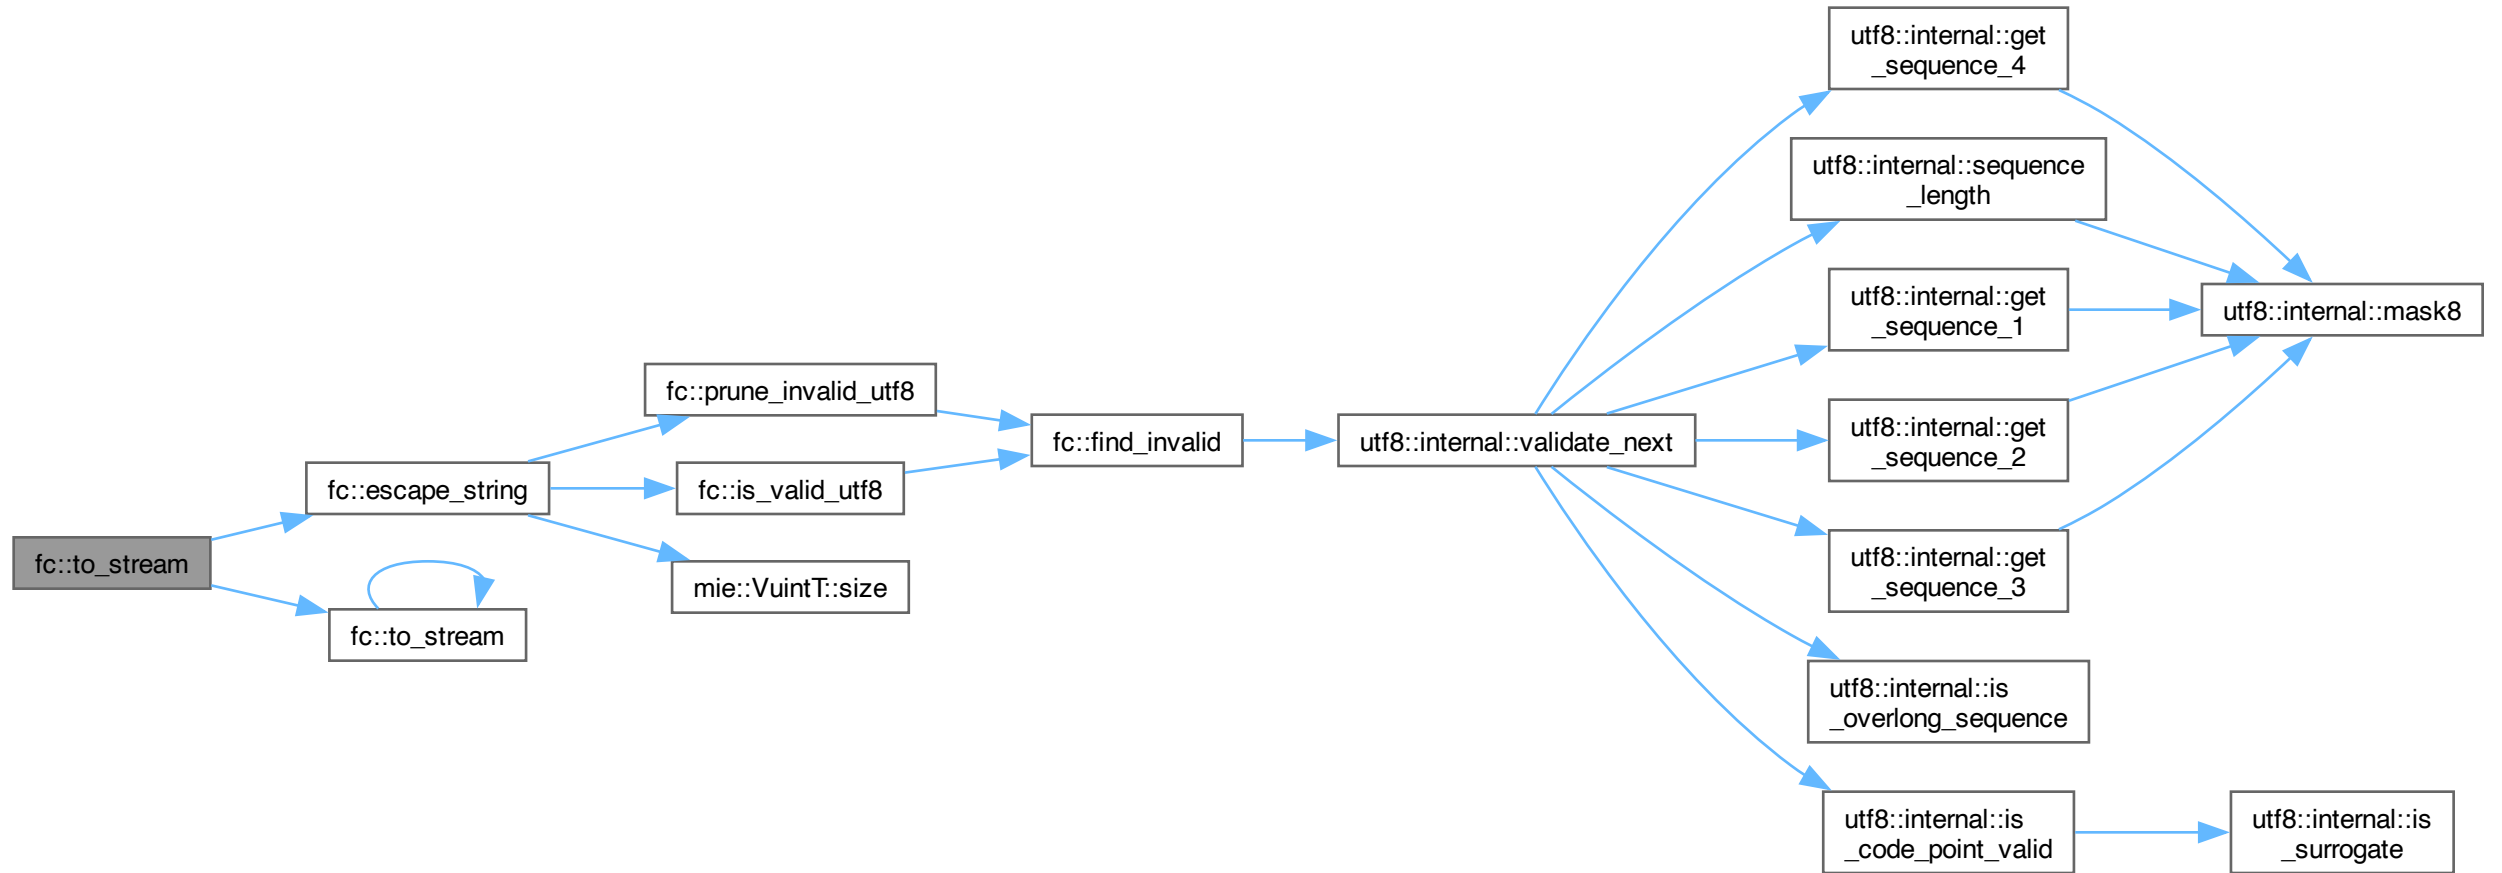 fc::to_stream
fc::escape_string
fc::to_stream
fc::prune_invalid_utf8
fc::is_valid_utf8
mie::VuintT::size
fc::find_invalid
utf8::internal::validate_next
utf8::internal::get
_sequence_4
utf8::internal::sequence
_length
utf8::internal::get
_sequence_1
utf8::internal::get
_sequence_2
utf8::internal::get
_sequence_3
utf8::internal::is
_overlong_sequence
utf8::internal::is
_code_point_valid
utf8::internal::mask8
utf8::internal::is
_surrogate